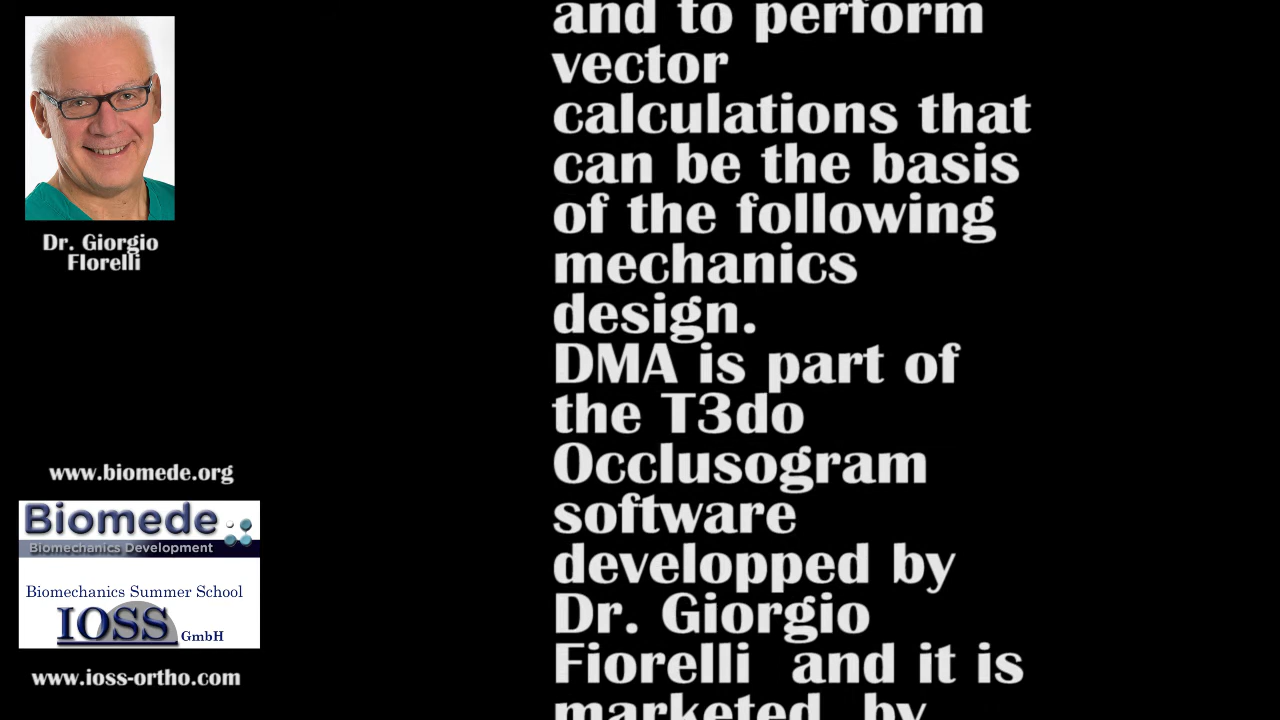 Dr. Giorgio
FIorelli
www.biomede.org
Biomede
Biomechanics Development
Biomechanics Summer School
IOSS GmbH
www.ioss-ortho.com
and to perform
vector
calculations that
can be the basis
of the following
mechanics
design.
DMA is part of
the T3do
Occlusogram
software
developped by
Dr. Giorgio
Fiorelli and it is
marketed by